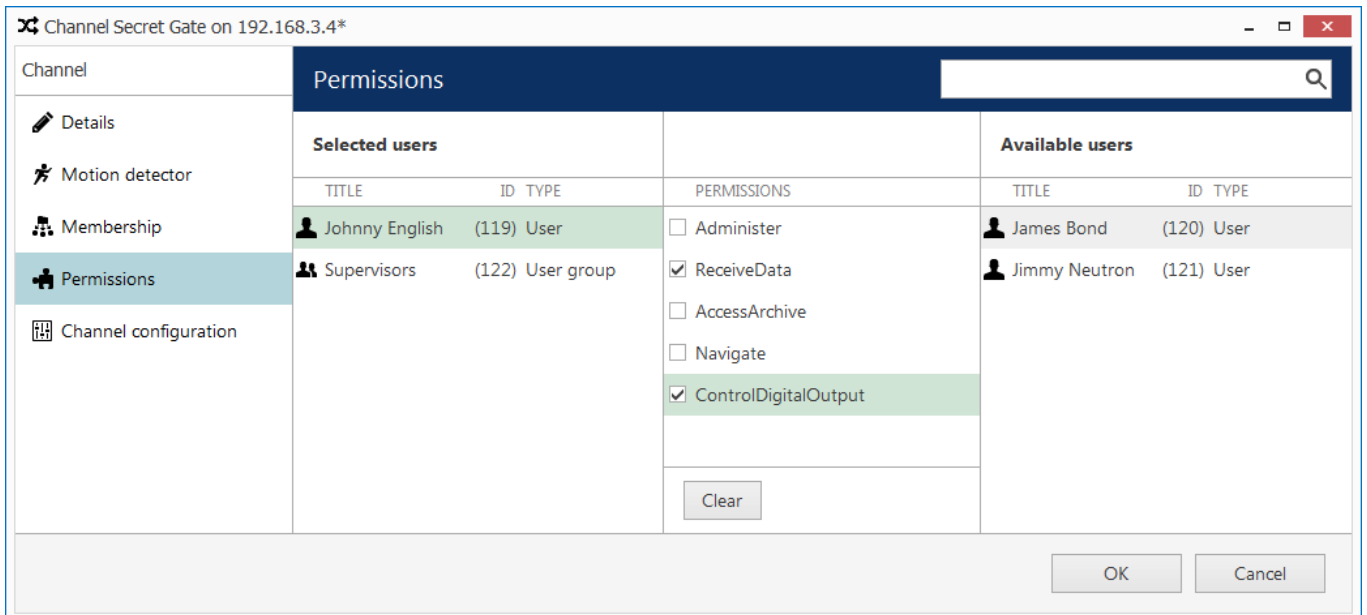 Channel Secret Gate on 192.168.3.4*
Channel
Details
Motion detector
Membership
Permissions
Channel configuration
Permissions
Selected users
TITLE ID TYPE
Johnny English (119) User
Supervisors (122) User group
PERMISSIONS
Administer
ReceiveData
AccessArchive
Navigate
ControlDigitalOutput
Clear
Available users
TITLE ID TYPE
James Bond (120) User
Jimmy Neutron (121) User
OK Cancel